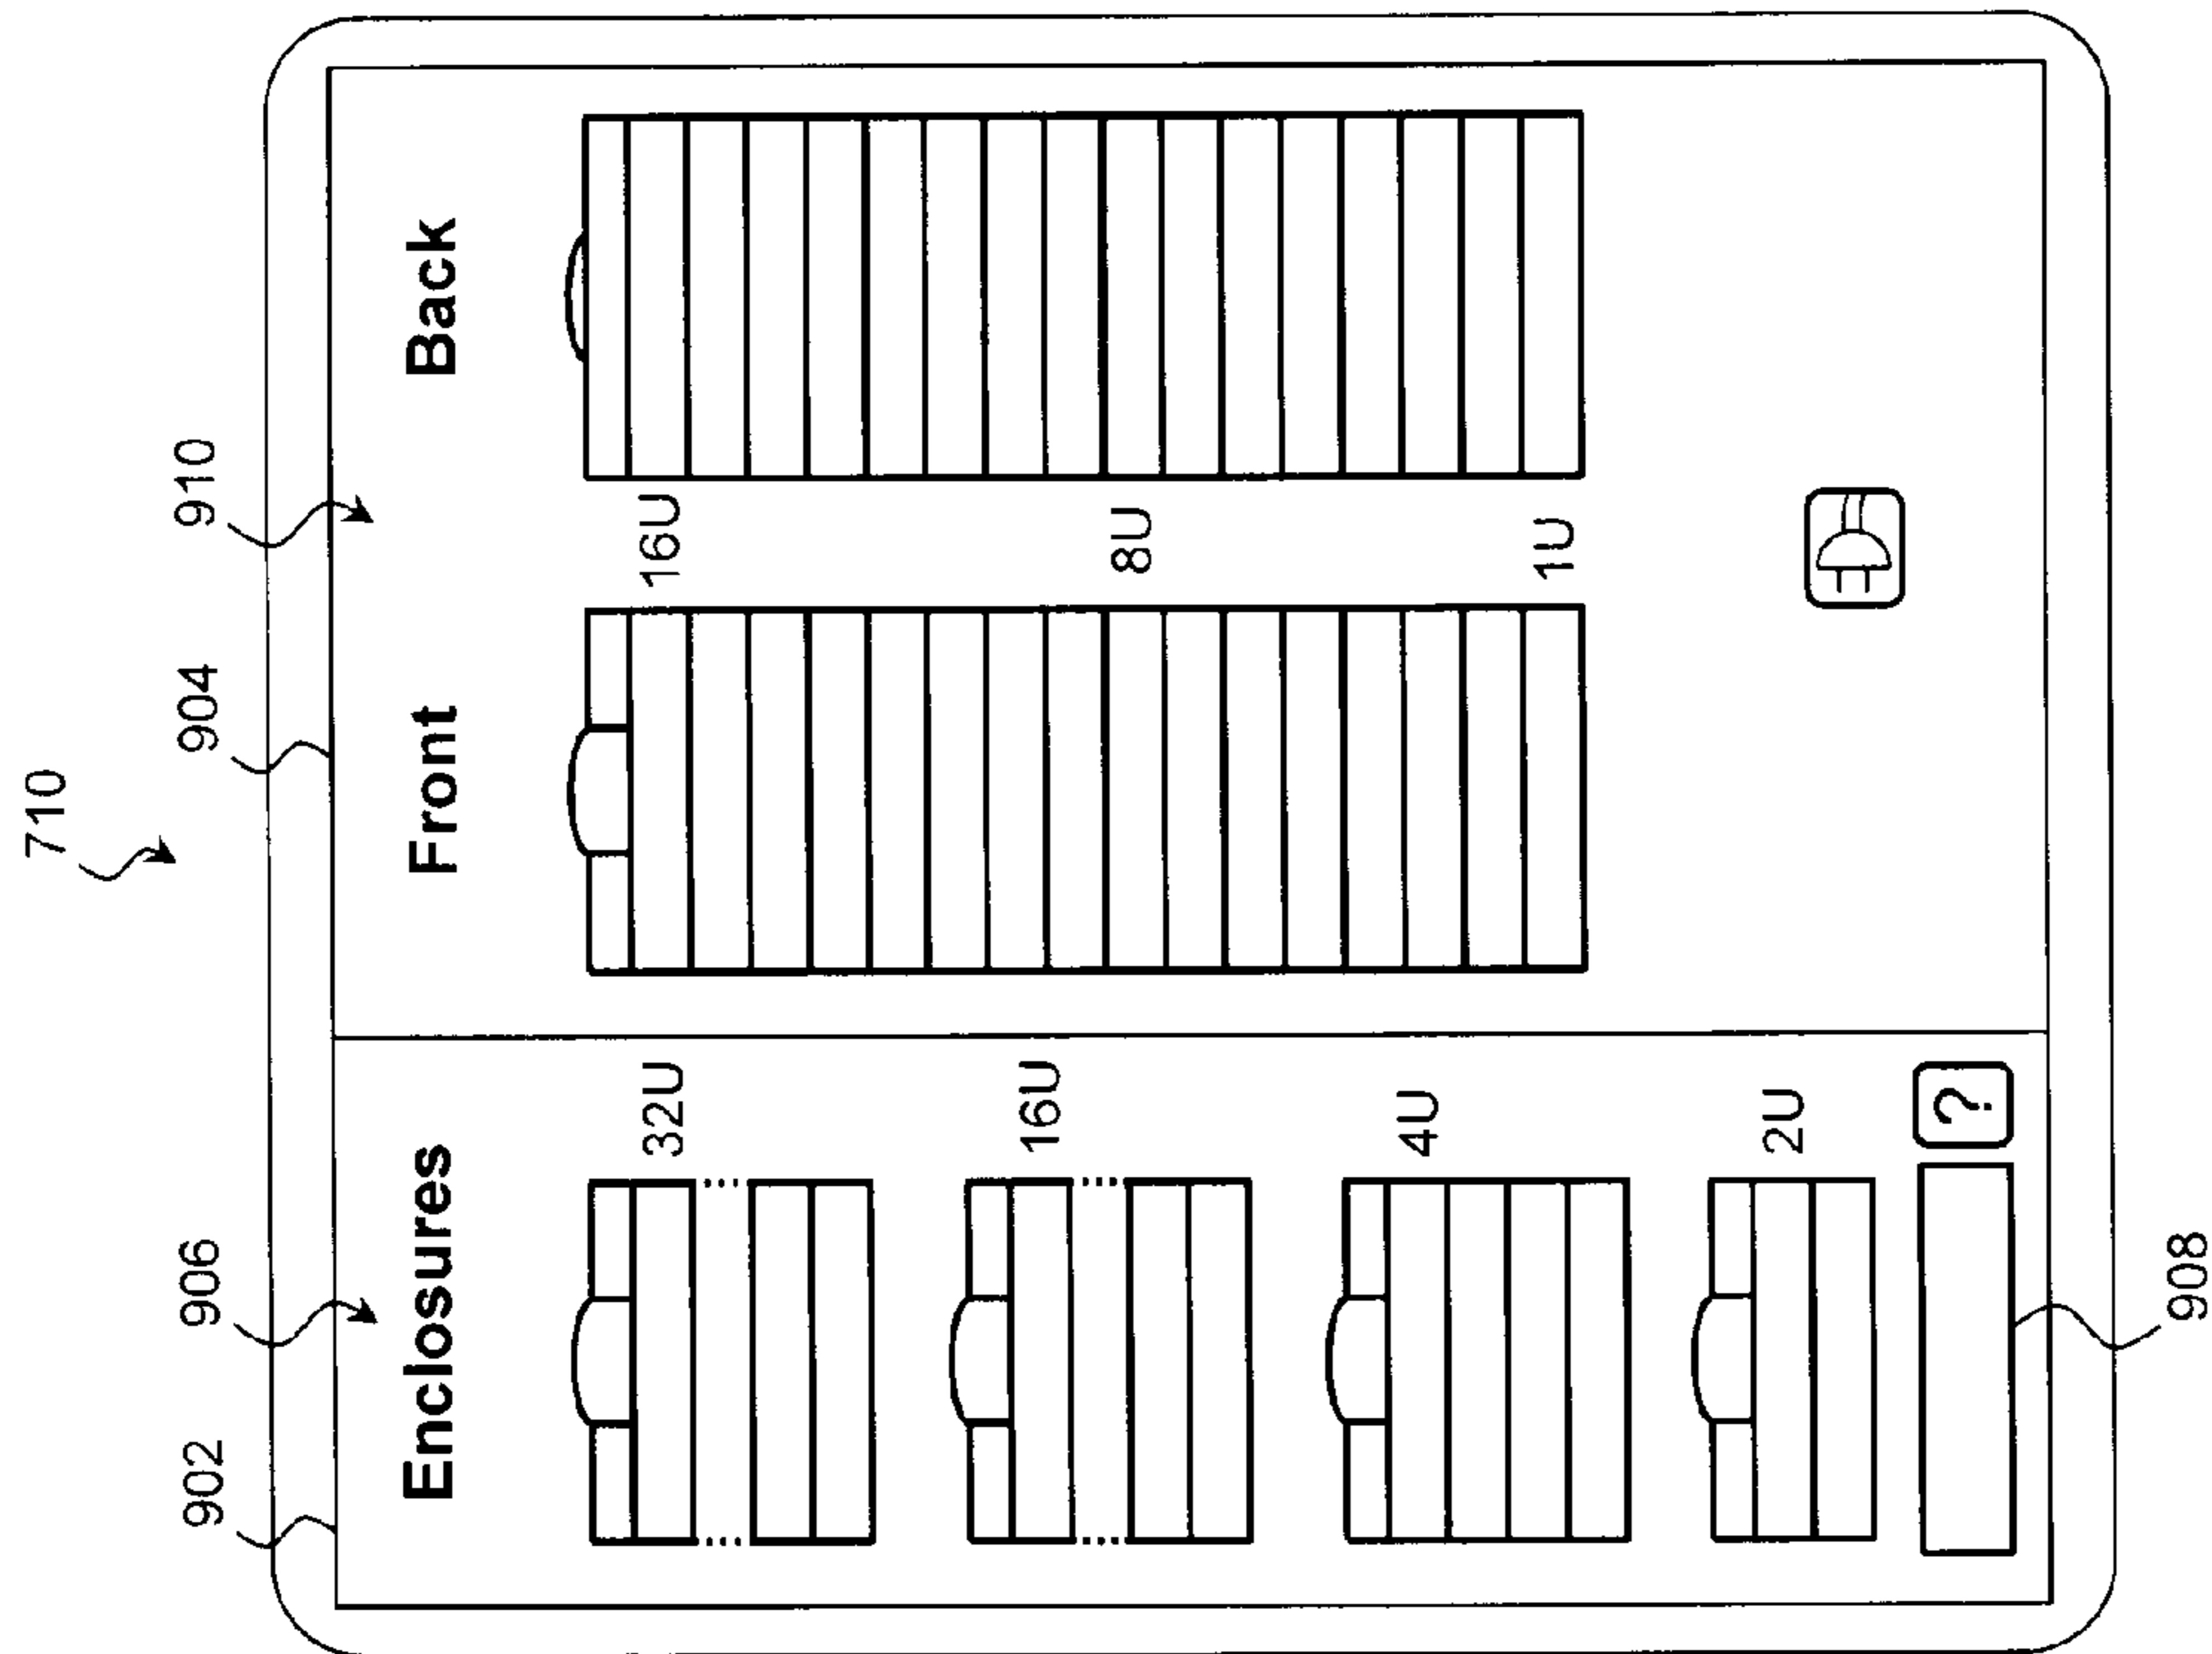 710
902
906
904
910
Enclosures
Front
Back
32U
16U
4U
2U
?
16U
8U
1U
908